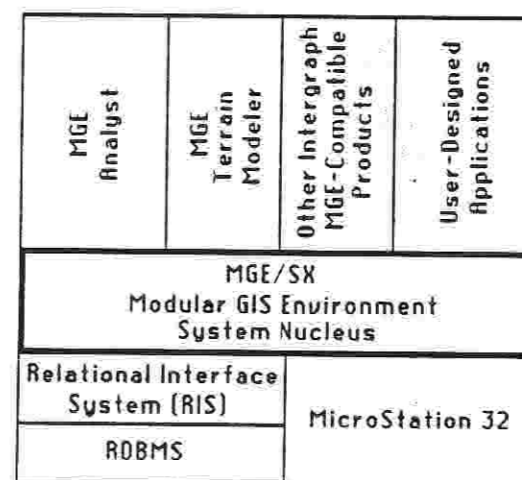 MGE
Analyst
MGE
Terrain
Modeler
Other Intergraph
MGE-Compatible
Products
User-Designed
Applications
MGE/SX
Modular GIS Environment
System Nucleus
Relational Interface
System (RIS)
RDBMS
MicroStation 32